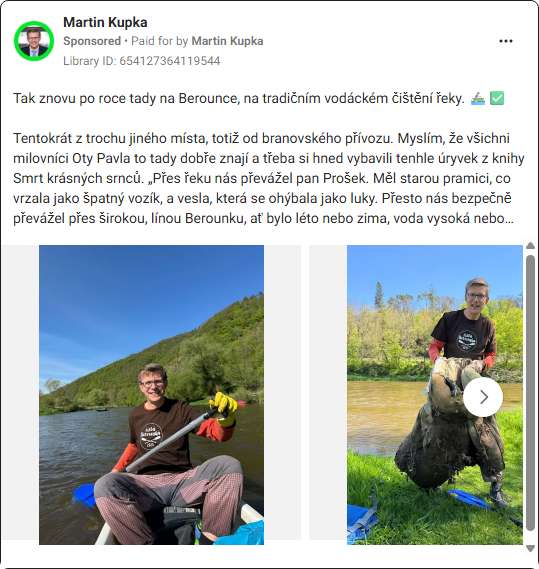 Martin Kupka
Sponsored • Paid for by Martin Kupka
Library ID: 654127364119544
Tak znovu po roce tady na Berounce, na tradičním vodáckém čištění řeky. 🚣 ✅
Tentokrát z trochu jiného místa, totiž od branovského přívozu. Myslím, že všichni
milovníci Oty Pavla to tady dobře znají a třeba si hned vybavili tenhle úryvek z knihy
Smrt krásných srnců. „Přes řeku nás převážel pan Prošek. Měl starou pramici, co
vrzala jako špatný vozík, a vesla, která se ohýbala jako luky. Přesto nás bezpečně
převážel přes širokou, línou Berounku, ať bylo léto nebo zima, voda vysoká nebo…